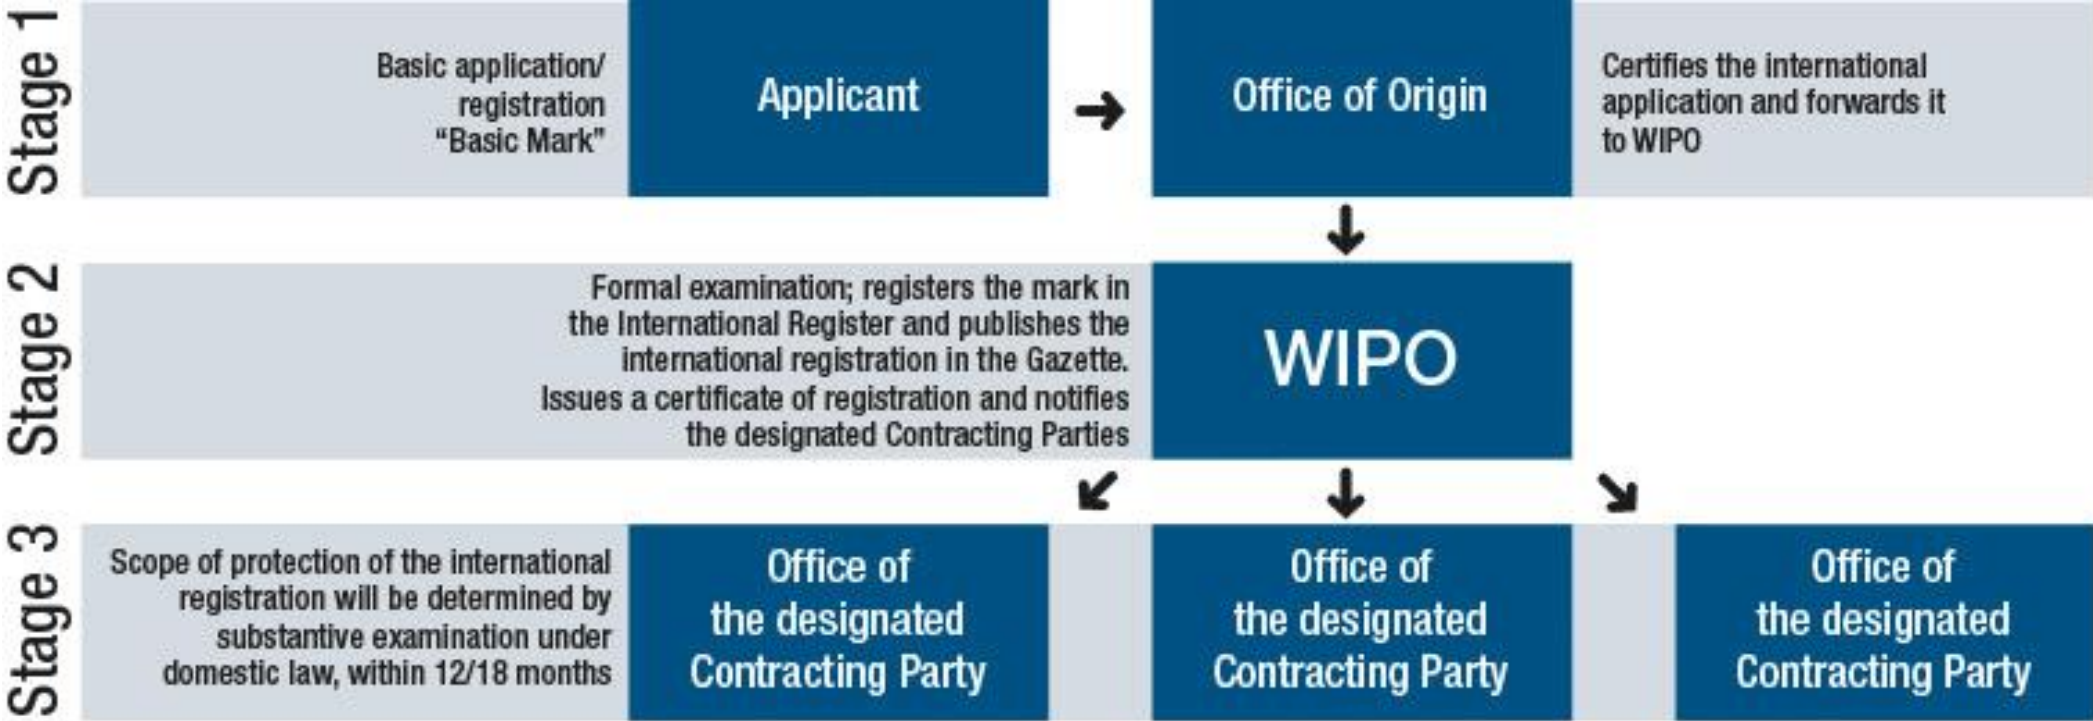 Stage 1
Basic application/
registration
“Basic Mark”
Applicant
Office of Origin
Certifies the international
application and forwards it
to WIPO
Stage 2
Formal examination; registers the mark in
the International Register and publishes the
international registration in the Gazette.
Issues a certificate of registration and notifies
the designated Contracting Parties
WIPO
Stage 3
Scope of protection of the international
registration will be determined by
substantive examination under
domestic law, within 12/18 months
Office of
the designated
Contracting Party
Office of
the designated
Contracting Party
Office of
the designated
Contracting Party